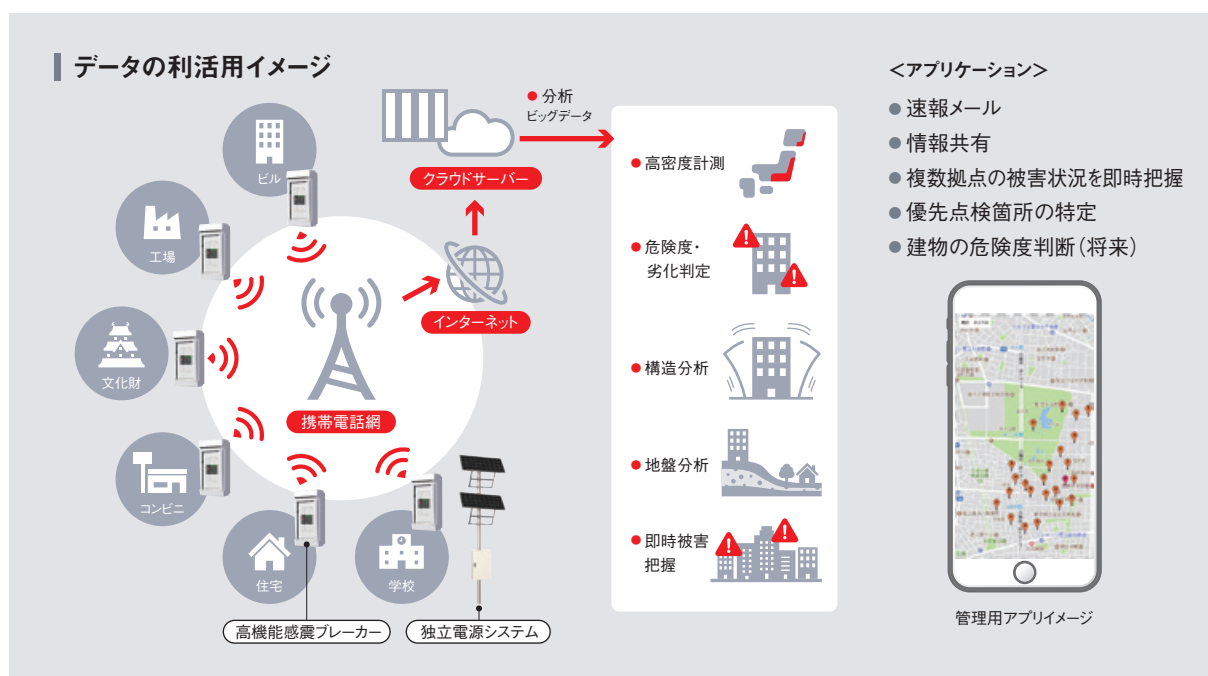 データの利活用イメージ
ビル
工場
文化財
コンビニ
住宅
学校
携帯電話網
インターネット
クラウドサーバー
● 分析
ビッグデータ
高機能感震ブレーカー
独立電源システム
● 高密度計測
● 危険度・
劣化判定
● 構造分析
● 地盤分析
● 即時被害
把握
＜アプリケーション＞
● 速報メール
● 情報共有
● 複数拠点の被害状況を即時把握
● 優先点検箇所の特定
● 建物の危険度判断（将来）
管理用アプリイメージ